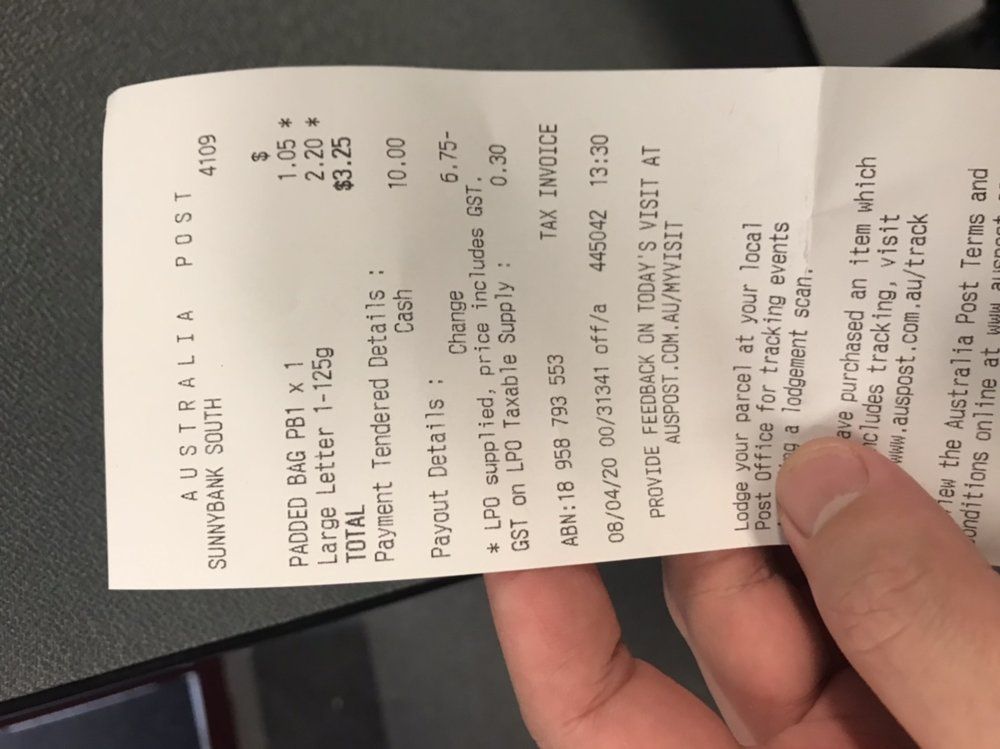 AUSTRALIA POST
SUNNYBANK SOUTH 4109
$
PADDED BAG PB1 x 1 1.05 *
Large Letter 1-125g 2.20 *
TOTAL $3.25
Payment Tendered Details :
Cash 10.00
Payout Details :
Change 6.75-
* LPO supplied, price includes GST.
GST on LPO Taxable Supply : 0.30
ABN:18 958 793 553 TAX INVOICE
08/04/20 00/31341 off/a 445042 13:30
PROVIDE FEEDBACK ON TODAY'S VISIT AT
AUSPOST.COM.AU/MYVISIT
Lodge your parcel at your local
Post Office for tracking events
a lodgement scan.
purchased an item which
tracking, visit
www.auspost.com.au/track
the Australia Post Terms and
online at